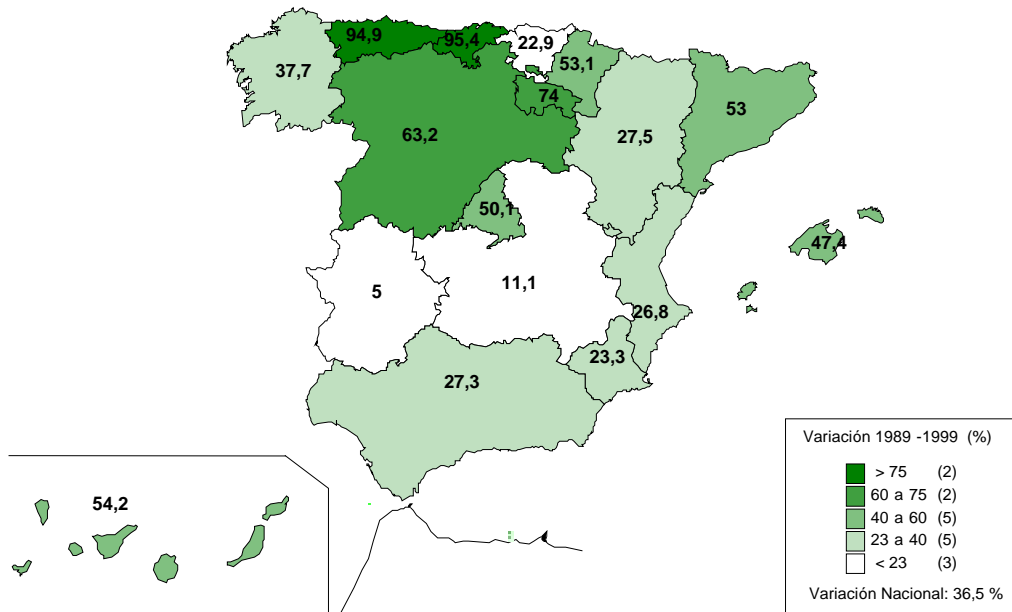 94,9
95,4
22,9
37,7
53,1
74
53
63,2
27,5
50,1
47,4
5
11,1
26,8
23,3
27,3
54,2
Variación 1989 -1999 (%)
> 75 (2)
60 a 75 (2)
40 a 60 (5)
23 a 40 (5)
< 23 (3)
Variación Nacional: 36,5 %